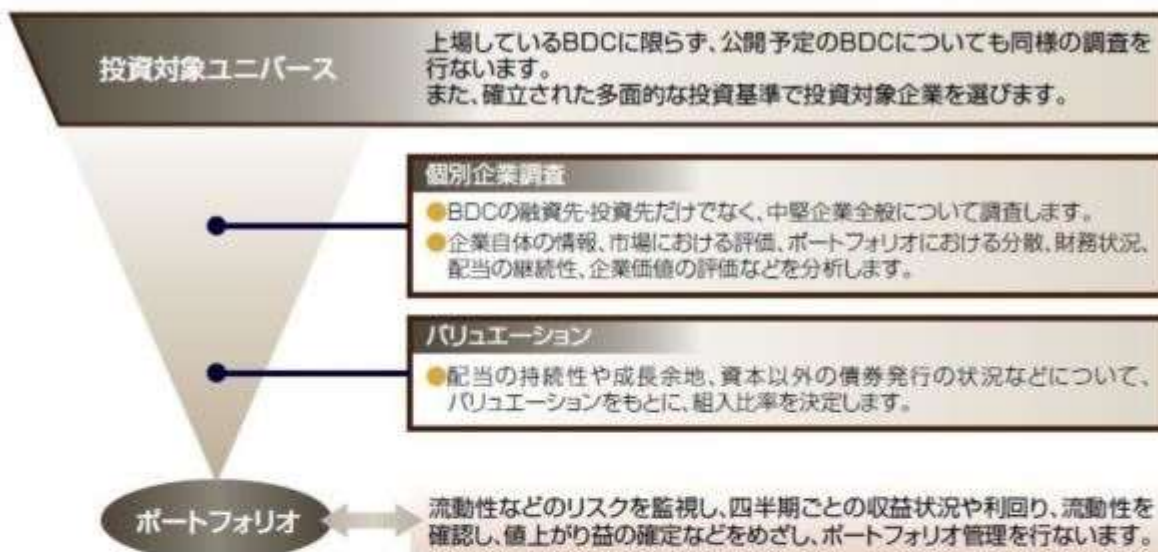 投資対象ユニバース
上場しているBDCに限らず、公開予定のBDCについても同様の調査を
行ないます。
また、確立された多面的な投資基準で投資対象企業を選びます。
個別企業調査
●BDCの融資先・投資先だけでなく、中堅企業全般について調査します。
●企業自体の情報、市場における評価、ポートフォリオにおける分散、財務状況、
配当の継続性、企業価値の評価などを分析します。
バリュエーション
●配当の持続性や成長余地、資本以外の債券発行の状況などについて、
バリュエーションをもとに、組入比率を決定します。
ポートフォリオ
流動性などのリスクを監視し、四半期ごとの収益状況や利回り、流動性を
確認し、値上がり益の確定などをめざし、ポートフォリオ管理を行ないます。